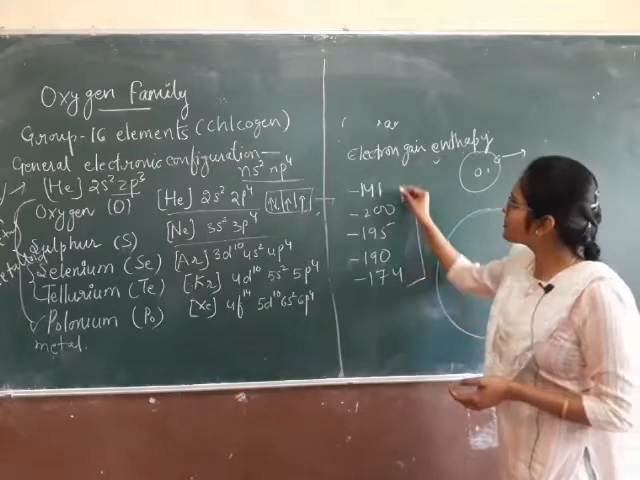 Oxygen Family
Group-16 elements (Chlcogen)
General electronic configuration—
ns² np⁴
[He] 2s² 2p²
Oxygen (O) [He] 2s² 2p⁴ ↑↓ ↑ ↑
Sulphur (S) [Ne] 3s² 3p⁴
Selenium (Se) [Ar] 3d¹⁰ 4s² 4p⁴
Tellurium (Te) [Kr] 4d¹⁰ 5s² 5p⁴
Polonium (Po) [Xe] 4f¹⁴ 5d¹⁰ 6s² 6p⁴
metal.
Electron gain enthapy
-141
-200
-195
-190
-174